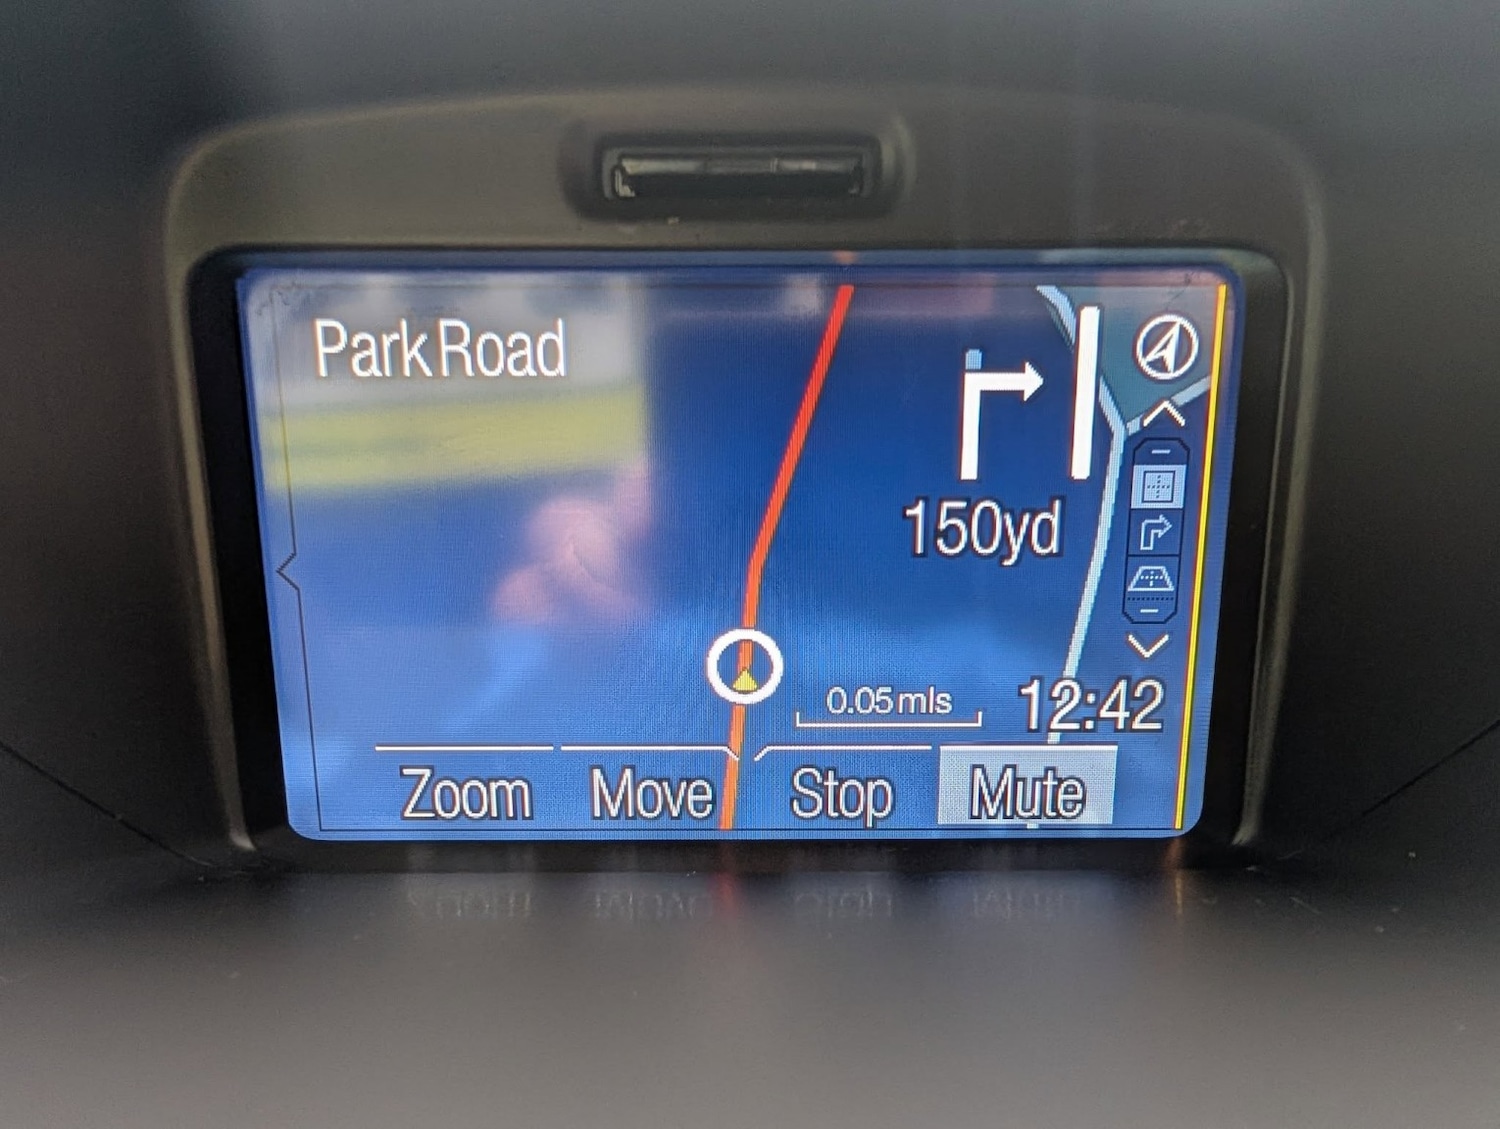 Park Road
150yd
0.05 mls
12:42
Zoom
Move
Stop
Mute